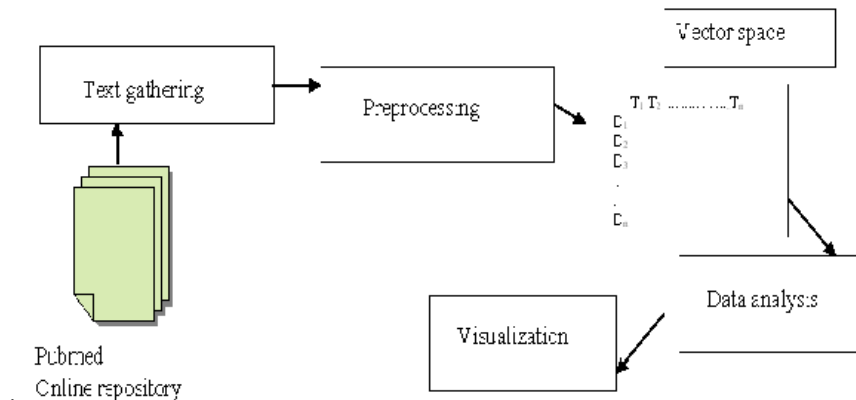 Vector space
Text gathering
Preprocessing
T1 T2 ................ Tn
D1
D2
D3
.
.
Dn
Data analysis
Visualization
Pubmed
Online repository